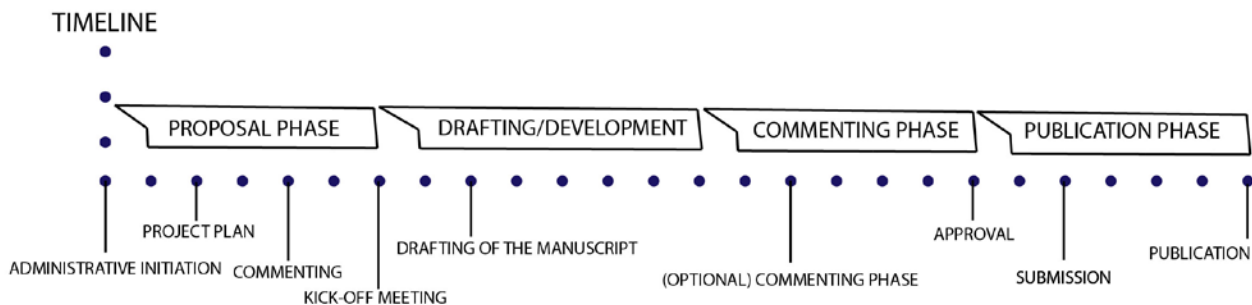 TIMELINE
PROPOSAL PHASE
DRAFTING/DEVELOPMENT
COMMENTING PHASE
PUBLICATION PHASE
ADMINISTRATIVE INITIATION
PROJECT PLAN
COMMENTING
KICK-OFF MEETING
DRAFTING OF THE MANUSCRIPT
(OPTIONAL) COMMENTING PHASE
APPROVAL
SUBMISSION
PUBLICATION